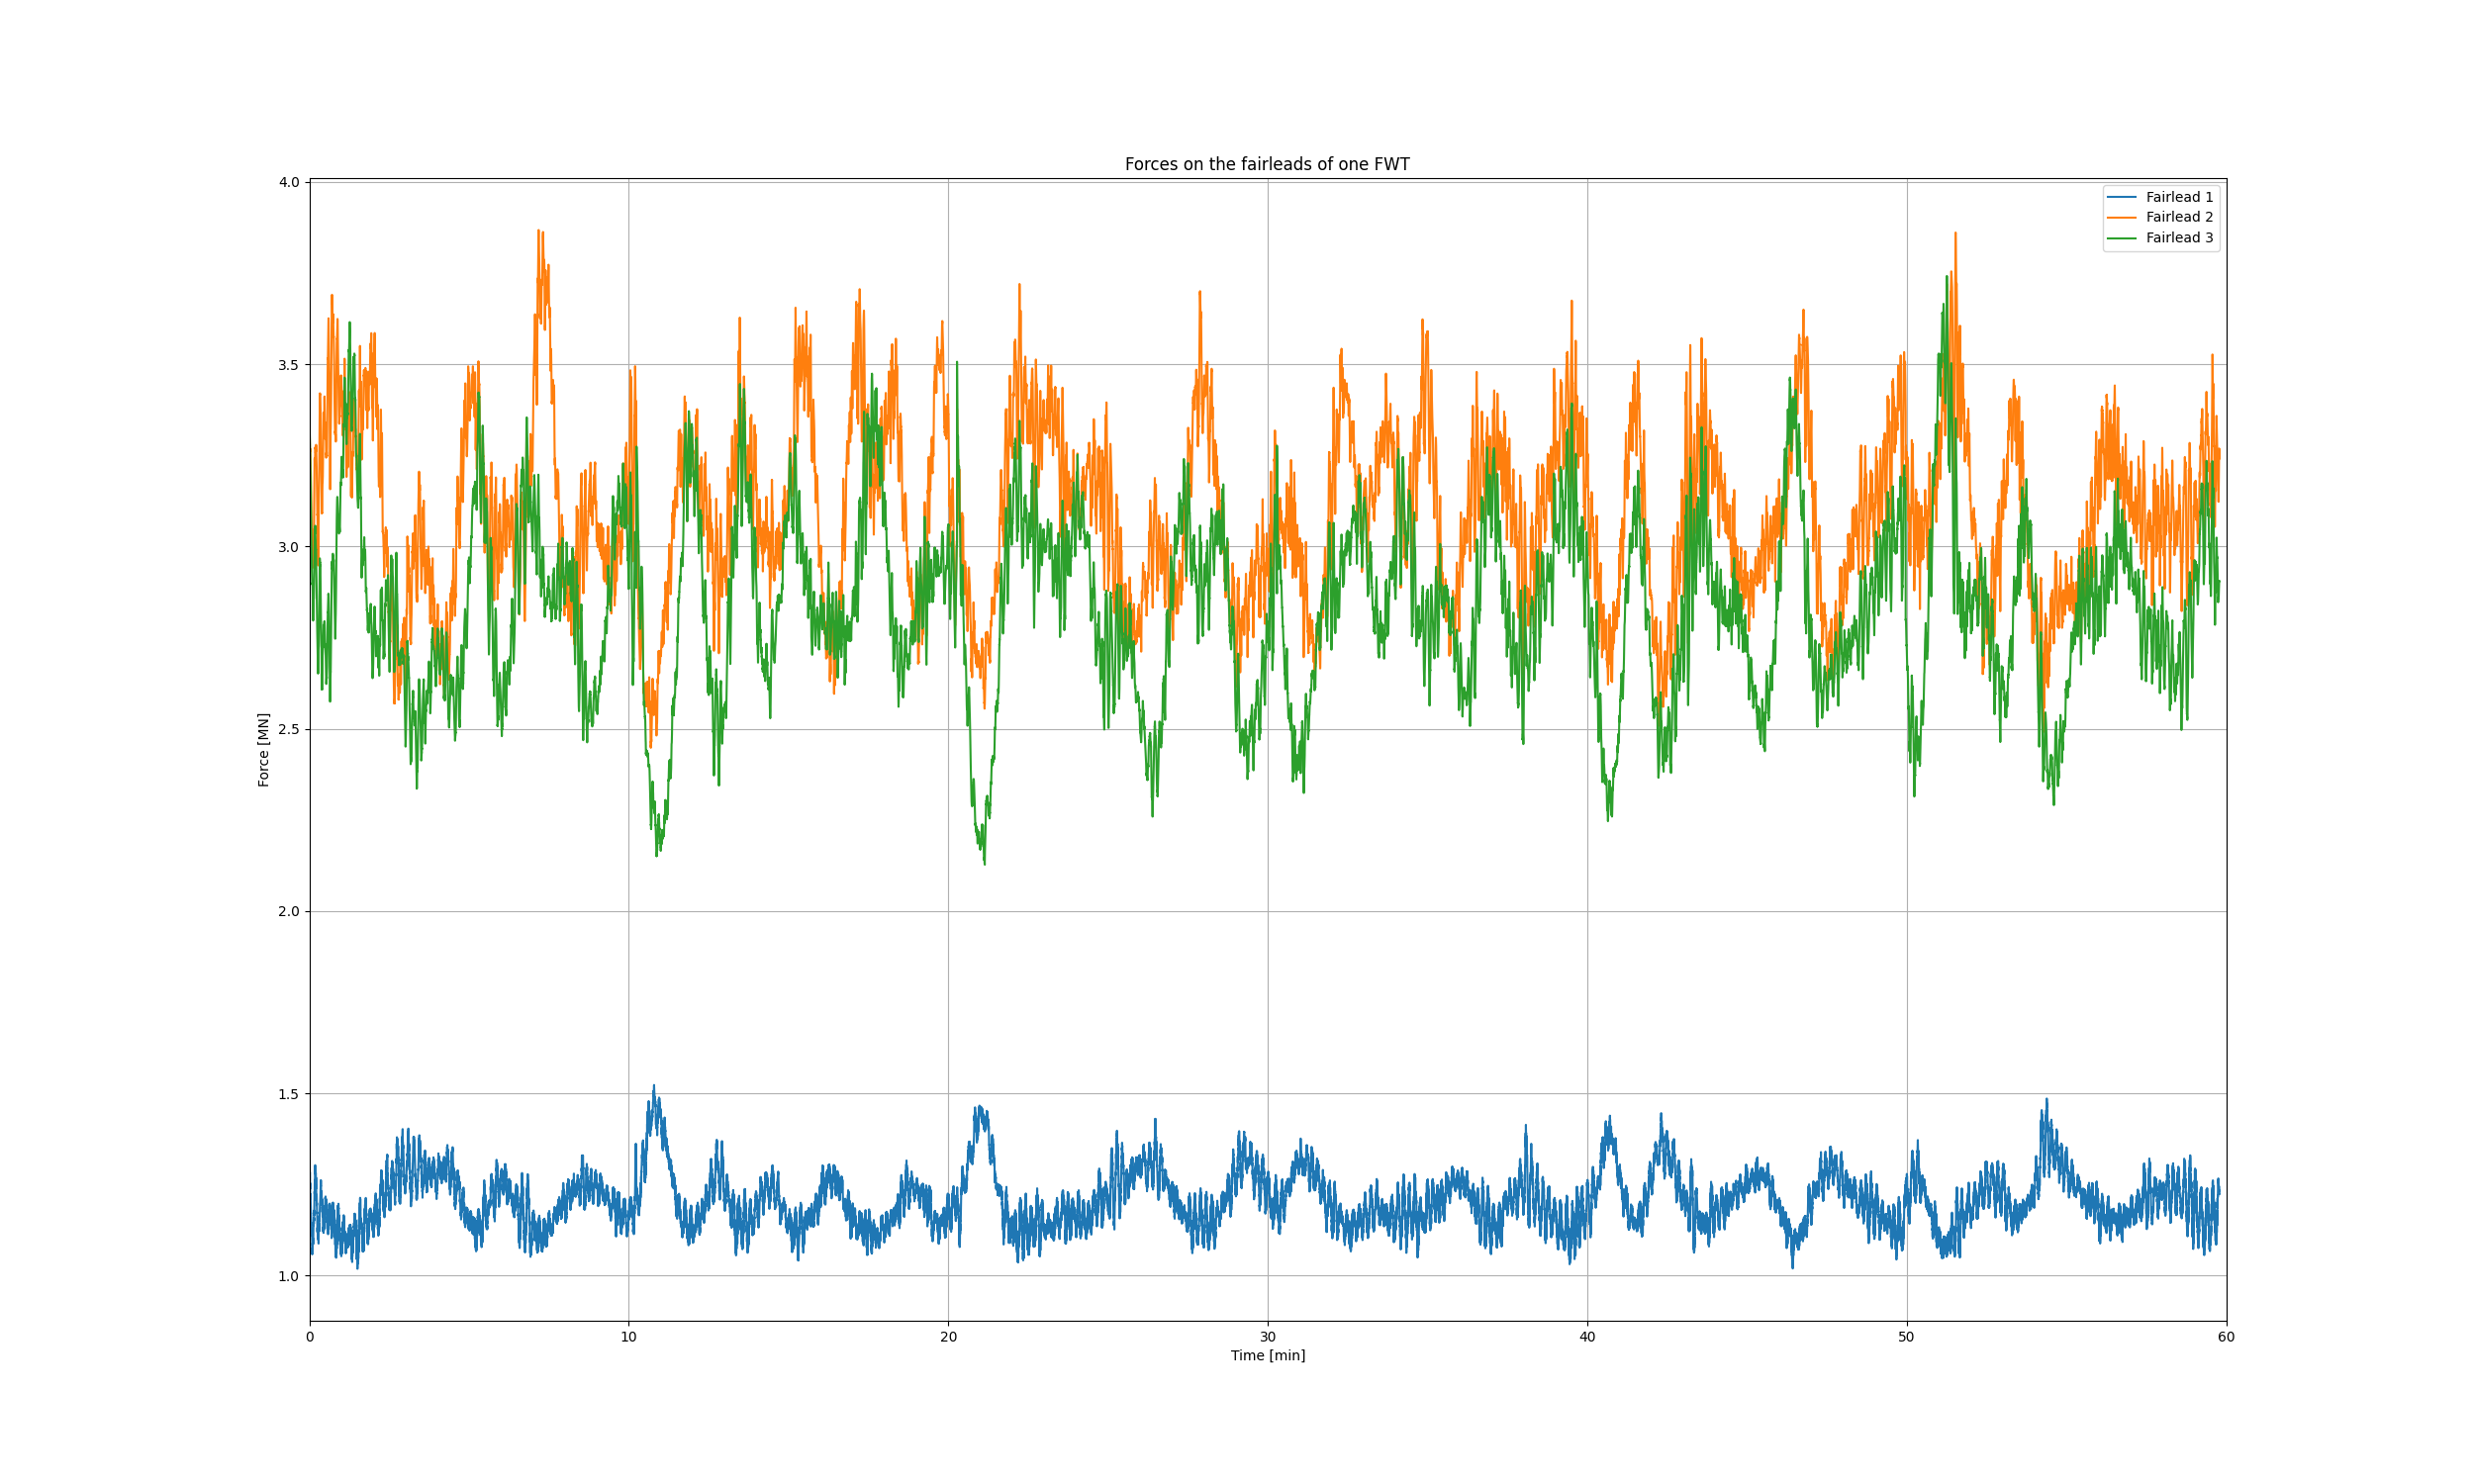 Forces on the fairleads of one FWT
Fairlead 1
Fairlead 2
Fairlead 3
Force [MN]
4.0
3.5
3.0
2.5
2.0
1.5
1.0
0 10 20 30 40 50 60
Time [min]